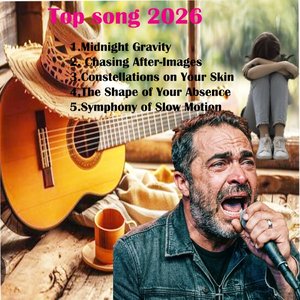 Top song 2026
1.Midnight Gravity
2. Chasing After-Images
3.Constellations on Your Skin
4.The Shape of Your Absence
5.Symphony of Slow Motion